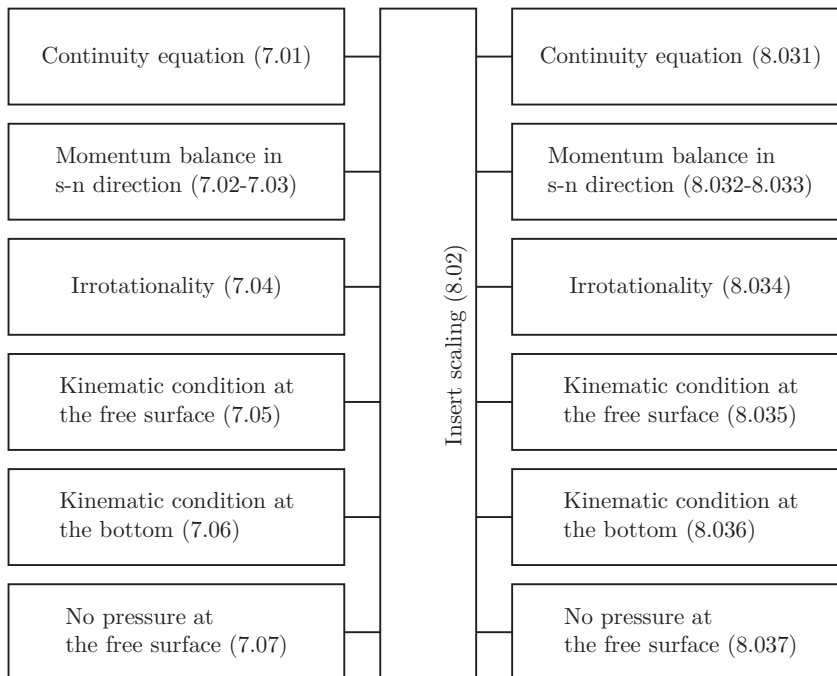 Continuity equation (7.01)
Momentum balance in
s-n direction (7.02-7.03)
Irrotationality (7.04)
Kinematic condition at
the free surface (7.05)
Kinematic condition at
the bottom (7.06)
No pressure at
the free surface (7.07)
Insert scaling (8.02)
Continuity equation (8.031)
Momentum balance in
s-n direction (8.032-8.033)
Irrotationality (8.034)
Kinematic condition at
the free surface (8.035)
Kinematic condition at
the bottom (8.036)
No pressure at
the free surface (8.037)